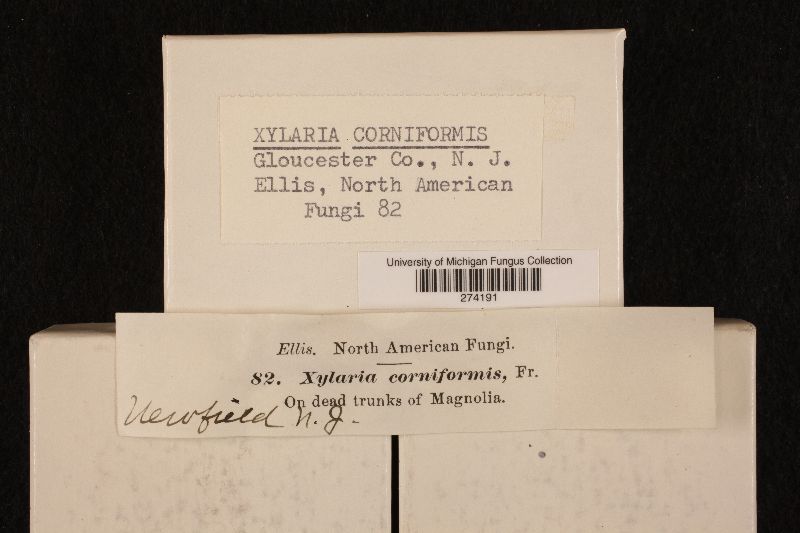 XYLARIA CORNIFORMIS
Gloucester Co., N. J.
Ellis, North American
Fungi 82
University of Michigan Fungus Collection
274191
Ellis. North American Fungi.
82. Xylaria corniformis, Fr.
On dead trunks of Magnolia.
Newfield N. J.